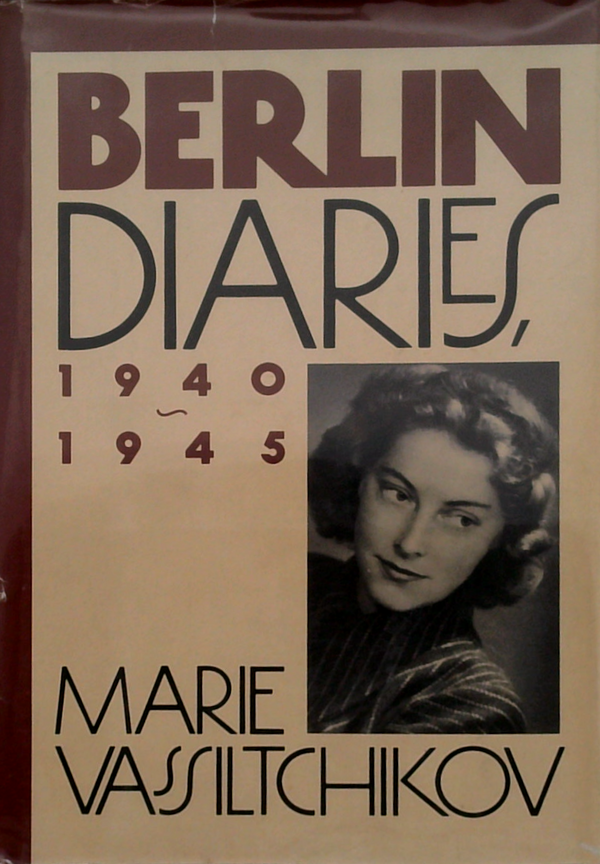 BERLIN
DIARIES,
1940
~
1945
MARIE
VASSILTCHIKOV